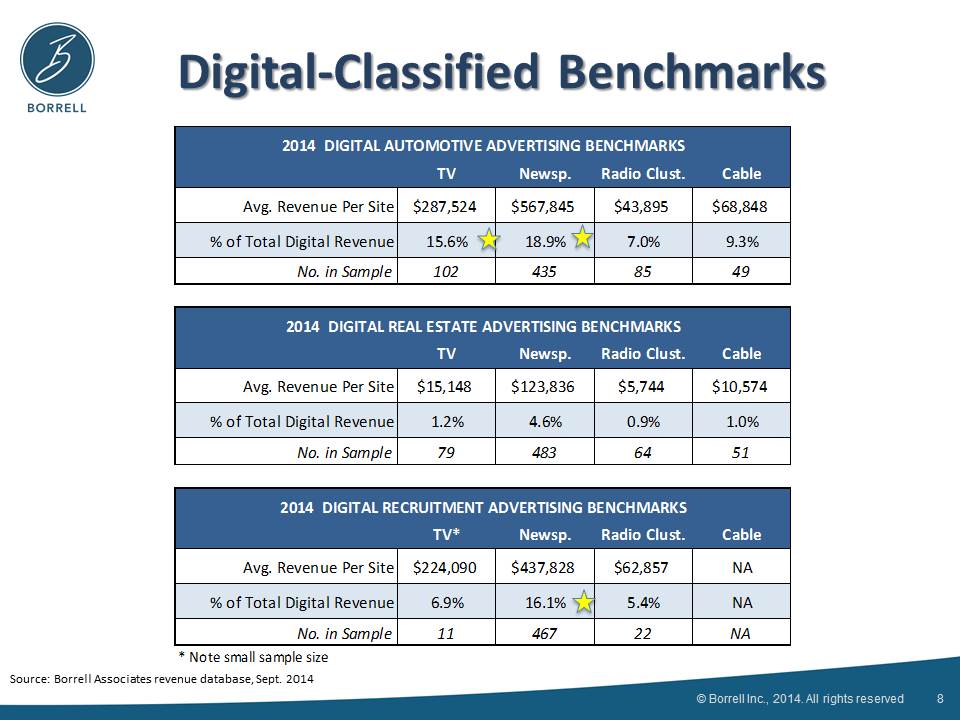 B
BORRELL
Digital-Classified Benchmarks
2014 DIGITAL AUTOMOTIVE ADVERTISING BENCHMARKS
TV Newsp. Radio Clust. Cable
Avg. Revenue Per Site $287,524 $567,845 $43,895 $68,848
% of Total Digital Revenue 15.6% 18.9% 7.0% 9.3%
No. in Sample 102 435 85 49
2014 DIGITAL REAL ESTATE ADVERTISING BENCHMARKS
TV Newsp. Radio Clust. Cable
Avg. Revenue Per Site $15,148 $123,836 $5,744 $10,574
% of Total Digital Revenue 1.2% 4.6% 0.9% 1.0%
No. in Sample 79 483 64 51
2014 DIGITAL RECRUITMENT ADVERTISING BENCHMARKS
TV* Newsp. Radio Clust. Cable
Avg. Revenue Per Site $224,090 $437,828 $62,857 NA
% of Total Digital Revenue 6.9% 16.1% 5.4% NA
No. in Sample 11 467 22 NA
* Note small sample size
Source: Borrell Associates revenue database, Sept. 2014
© Borrell Inc., 2014. All rights reserved 8